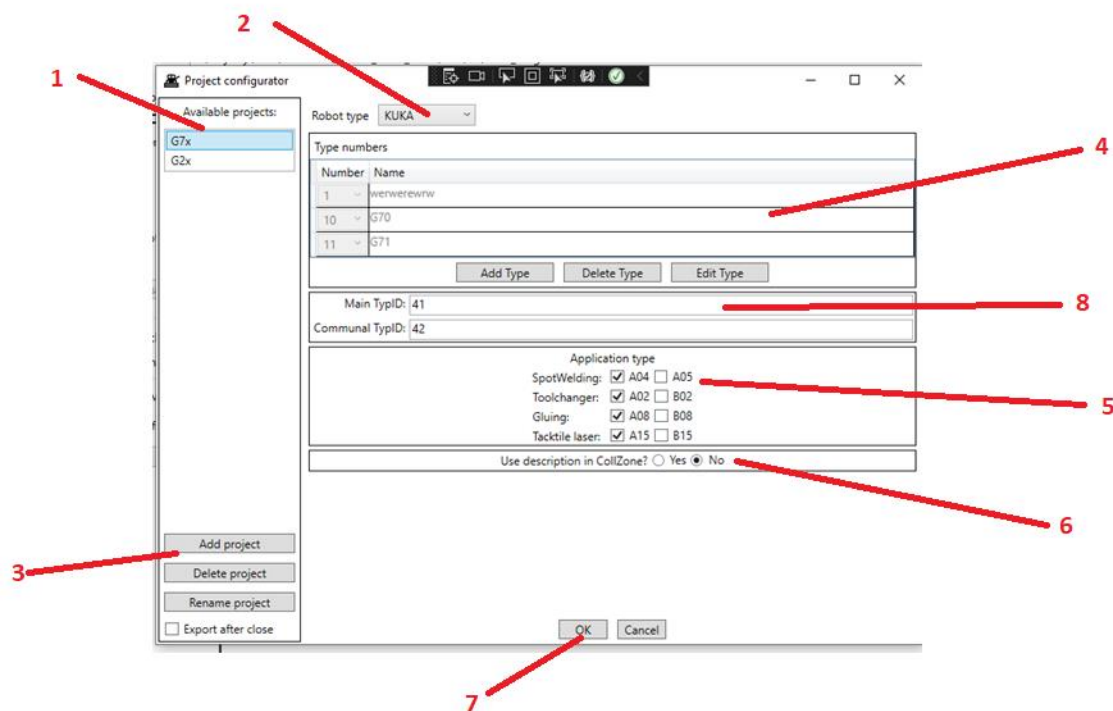 2
1
Project configurator
Available projects:
Robot type KUKA
G7x
G2x
Type numbers
4
Number Name
1 werwerewrw
10 G70
11 G71
Add Type Delete Type Edit Type
Main TypID: 41
8
Communal TypID: 42
Application type
SpotWelding: A04 A05
Toolchanger: A02 B02
5
Gluing: A08 B08
Tacktile laser: A15 B15
Use description in CollZone? Yes No
6
Add project
3
Delete project
Rename project
Export after close
OK Cancel
7